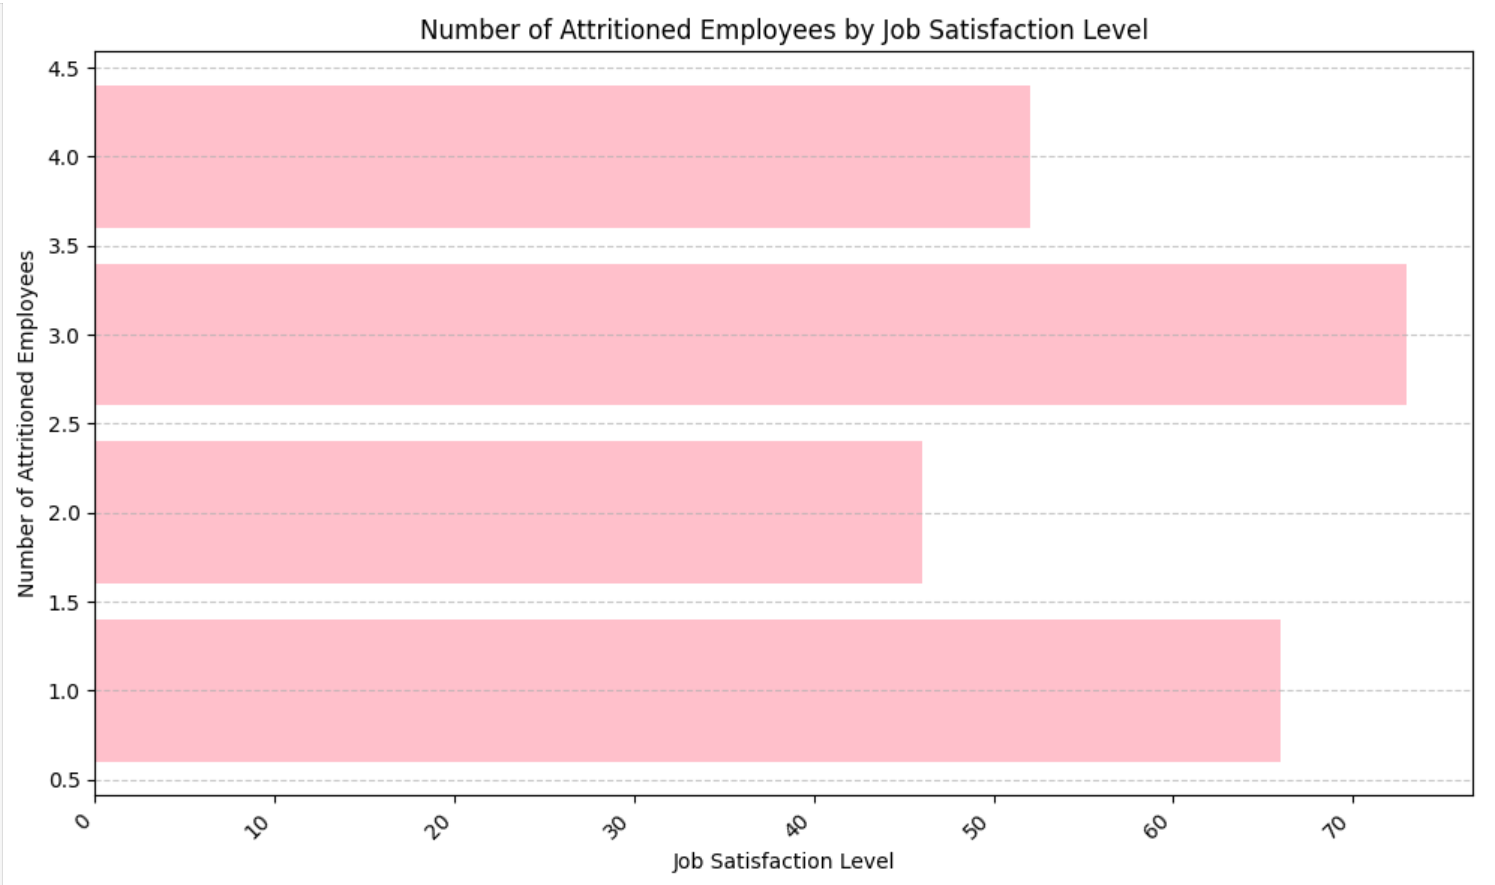 Number of Attritioned Employees by Job Satisfaction Level
4.5
4.0
3.5
3.0
2.5
2.0
1.5
1.0
0.5
Number of Attritioned Employees
0 10 20 30 40 50 60 70
Job Satisfaction Level